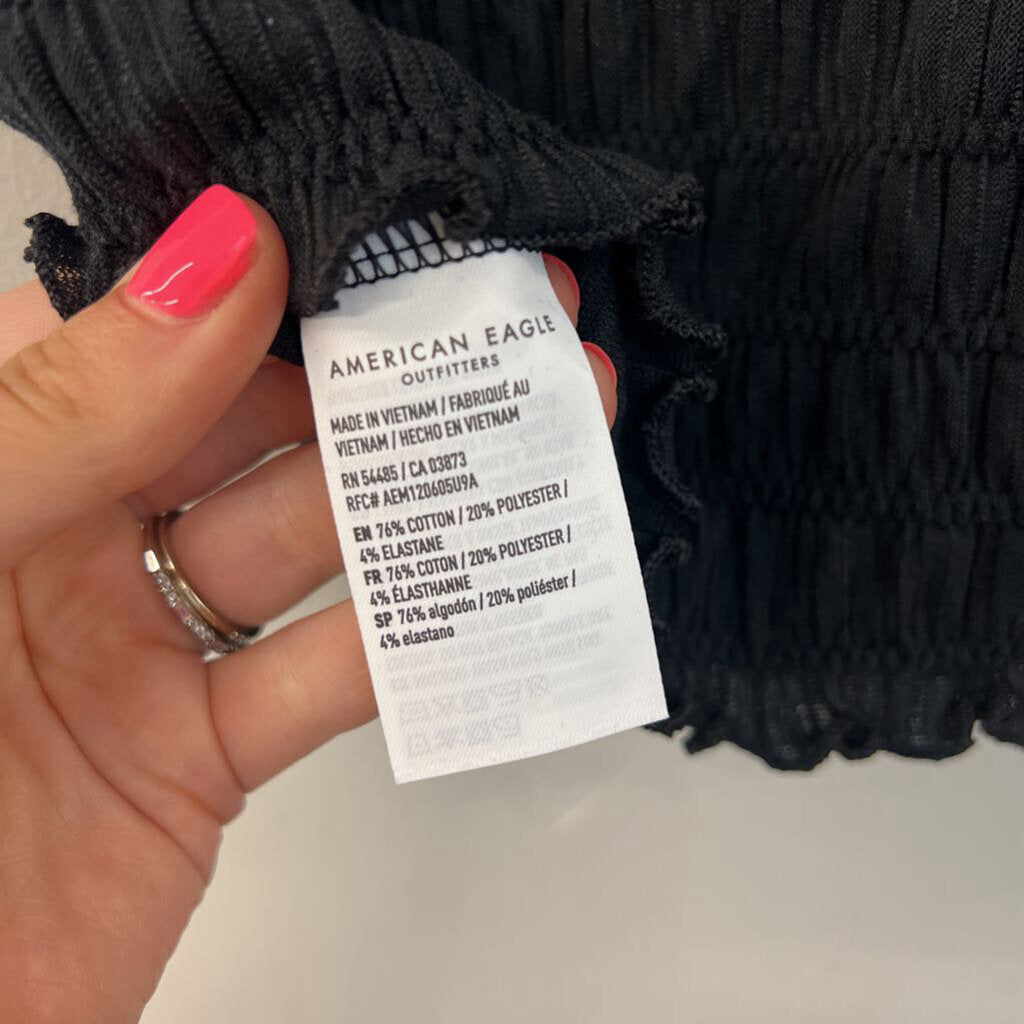 AMERICAN EAGLE
OUTFITTERS
MADE IN VIETNAM / FABRIQUÉ AU
VIETNAM / HECHO EN VIETNAM
RN 54485 / CA 03873
RFC# AEM120605U9A
EN 76% COTTON / 20% POLYESTER /
4% ELASTANE
FR 76% COTON / 20% POLYESTER /
4% ÉLASTHANNE
SP 76% algodón / 20% poliéster /
4% elastano